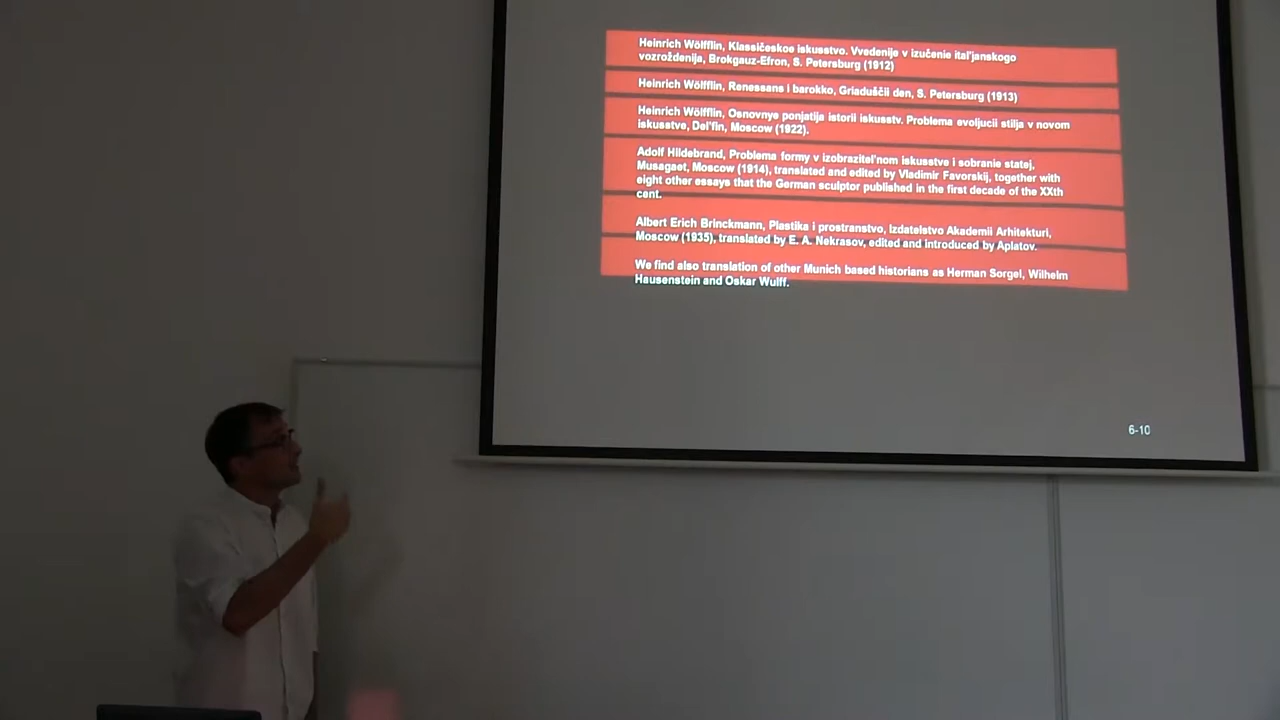 Heinrich Wölfflin, Klassičeskoe iskusstvo. Vvedenije v izučenie ital'janskogo
vozroždenija, Brokgauz-Efron, S. Petersburg (1912)
Heinrich Wölfflin, Renessans i barokko, Griaduščii den, S. Petersburg (1913)
Heinrich Wölfflin, Osnovnye ponjatija istorii iskusstv. Problema evoljucii stilja v novom
iskusstve, Del'fin, Moscow (1922).
Adolf Hildebrand, Problema formy v izobrazitel'nom iskusstve i sobranie statej,
Musaget, Moscow (1914), translated and edited by Vladimir Favorskij, together with
eight other essays that the German sculptor published in the first decade of the XXth
cent.
Albert Erich Brinckmann, Plastika i prostranstvo, Izdatelstvo Akademii Arhitekturi,
Moscow (1935), translated by E. A. Nekrasov, edited and introduced by Aplatov.
We find also translation of other Munich based historians as Herman Sorgel, Wilhelm
Hausenstein and Oskar Wulff.
6-10